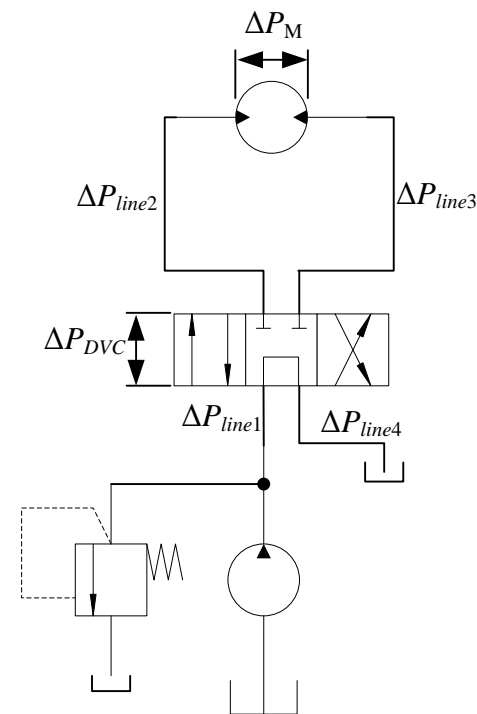 ΔP_M
ΔP_line2
ΔP_line3
ΔP_DVC
ΔP_line1
ΔP_line4